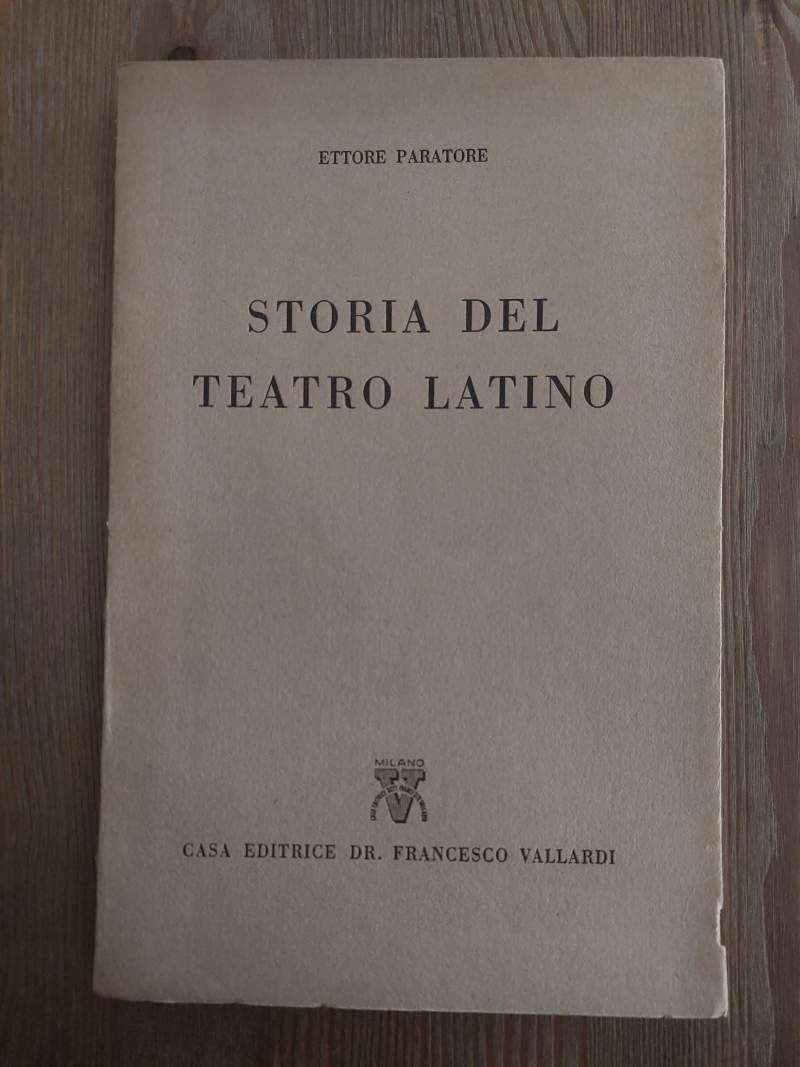 ETTORE PARATORE
STORIA DEL
TEATRO LATINO
MILANO
V
CASA EDITRICE DR. FRANCESCO VALLARDI